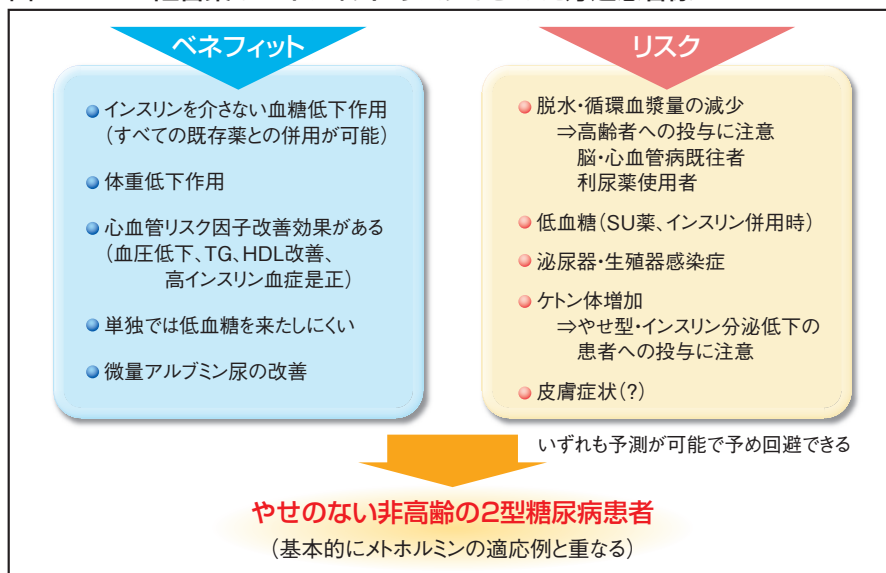 ベネフィット
●インスリンを介さない血糖低下作用
(すべての既存薬との併用が可能)
●体重低下作用
●心血管リスク因子改善効果がある
(血圧低下、TG、HDL改善、
高インスリン血症是正)
●単独では低血糖を来たしにくい
●微量アルブミン尿の改善
リスク
●脱水・循環血漿量の減少
⇒高齢者への投与に注意
脳・心血管病既往者
利尿薬使用者
●低血糖(SU薬、インスリン併用時)
●泌尿器・生殖器感染症
●ケトン体増加
⇒やせ型・インスリン分泌低下の
患者への投与に注意
●皮膚症状(?)
いずれも予測が可能で予め回避できる
やせのない非高齢の2型糖尿病患者
(基本的にメトホルミンの適応例と重なる)